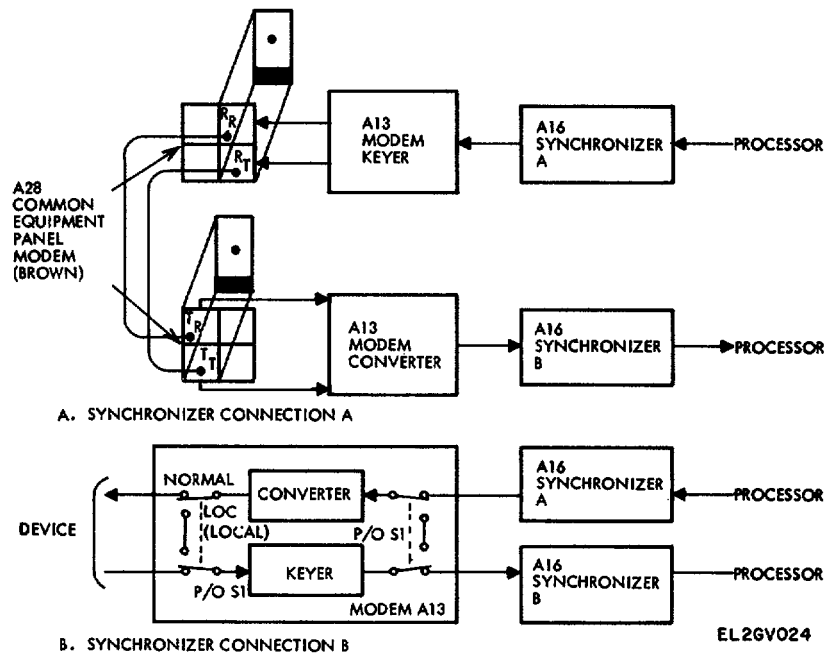 R R
R T
A13
MODEM
KEYER
A16
SYNCHRONIZER
A
PROCESSOR
A28
COMMON
EQUIPMENT
PANEL
MODEM
(BROWN)
T R
T T
A13
MODEM
CONVERTER
A16
SYNCHRONIZER
B
PROCESSOR
A. SYNCHRONIZER CONNECTION A
DEVICE
NORMAL
LOC
(LOCAL)
CONVERTER
P/O S1
P/O S1
KEYER
MODEM A13
A16
SYNCHRONIZER
A
PROCESSOR
A16
SYNCHRONIZER
B
PROCESSOR
B. SYNCHRONIZER CONNECTION B
EL2GV024